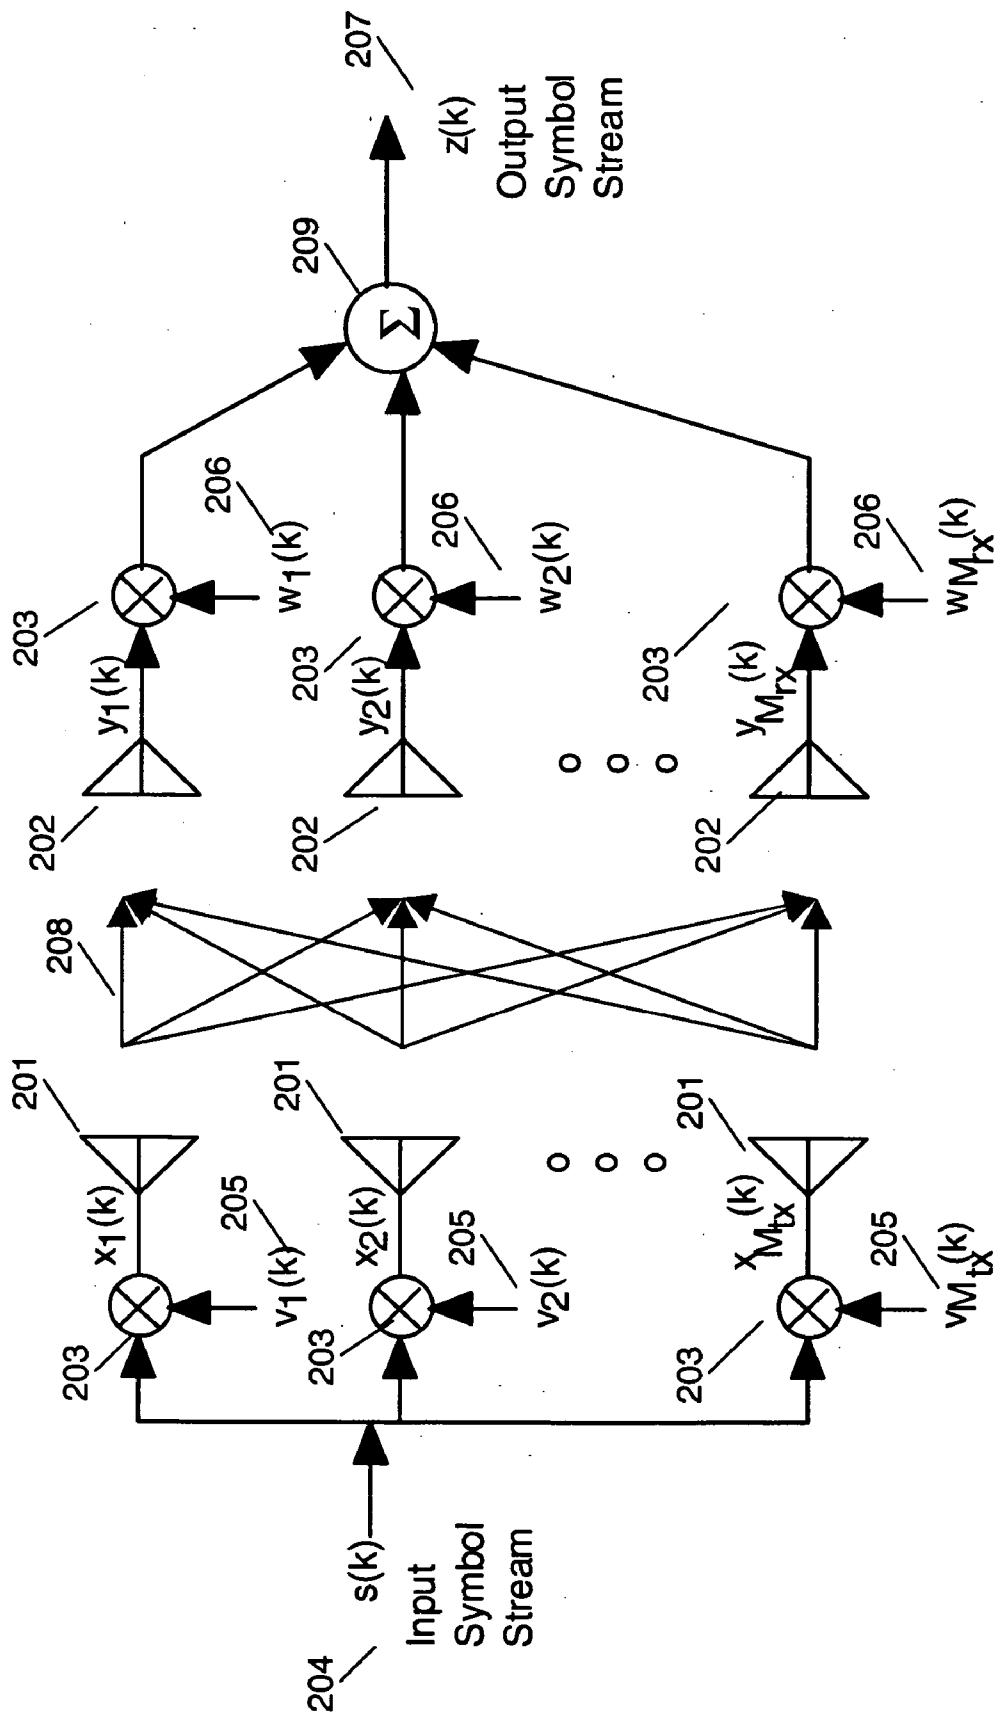 204
s(k)
Input
Symbol
Stream
203
x1(k)
201
v1(k)
205
203
x2(k)
201
v2(k)
205
203
xMtx(k)
201
vMtx(k)
205
208
202
y1(k)
203
w1(k)
206
202
y2(k)
203
w2(k)
206
202
yMrx(k)
203
wMrx(k)
206
209
Σ
207
z(k)
Output
Symbol
Stream